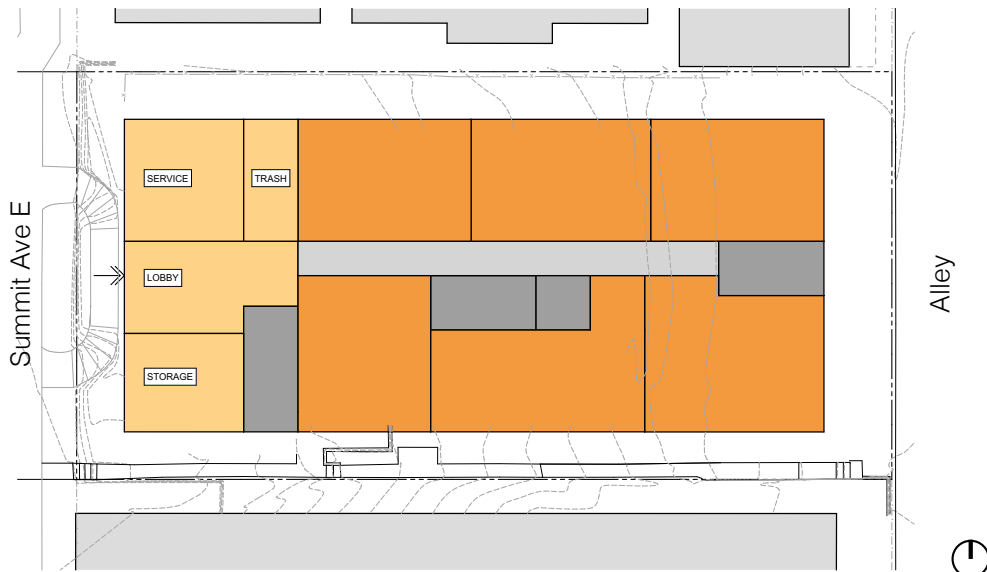 SERVICE
TRASH
LOBBY
STORAGE
Summit Ave E
Alley